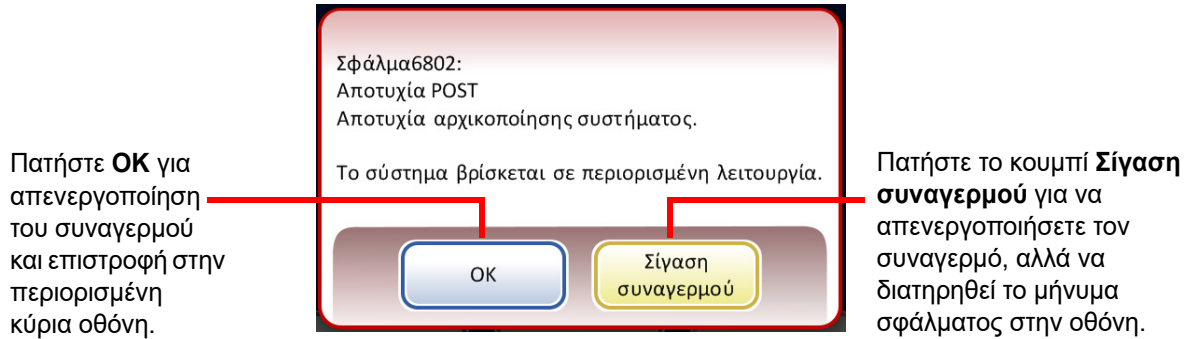 Σφάλμα6802:
Αποτυχία POST
Αποτυχία αρχικοποίησης συστήματος.
Το σύστημα βρίσκεται σε περιορισμένη λειτουργία.
OK
Σίγαση
συναγερμού
Πατήστε OK για
απενεργοποίηση
του συναγερμού
και επιστροφή στην
περιορισμένη
κύρια οθόνη.
Πατήστε το κουμπί Σίγαση
συναγερμού για να
απενεργοποιήσετε τον
συναγερμό, αλλά να
διατηρηθεί το μήνυμα
σφάλματος στην οθόνη.